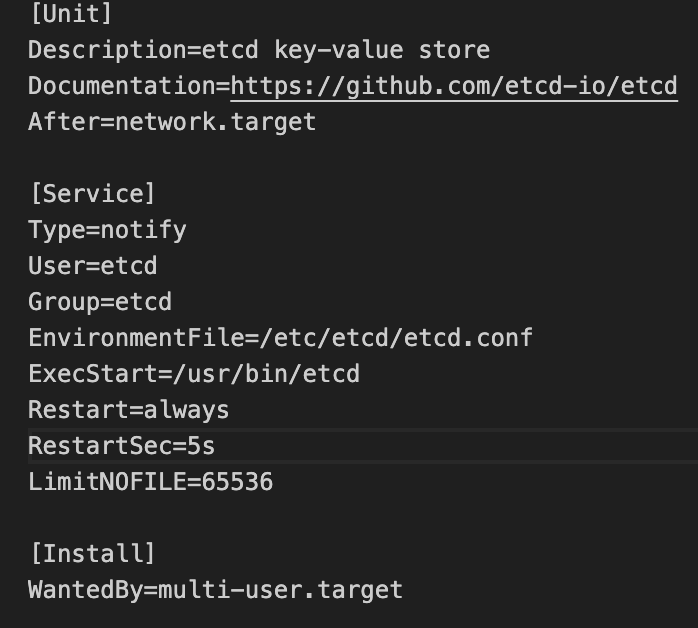 [Unit]
Description=etcd key-value store
Documentation=https://github.com/etcd-io/etcd
After=network.target
[Service]
Type=notify
User=etcd
Group=etcd
EnvironmentFile=/etc/etcd/etcd.conf
ExecStart=/usr/bin/etcd
Restart=always
RestartSec=5s
LimitNOFILE=65536
[Install]
WantedBy=multi-user.target